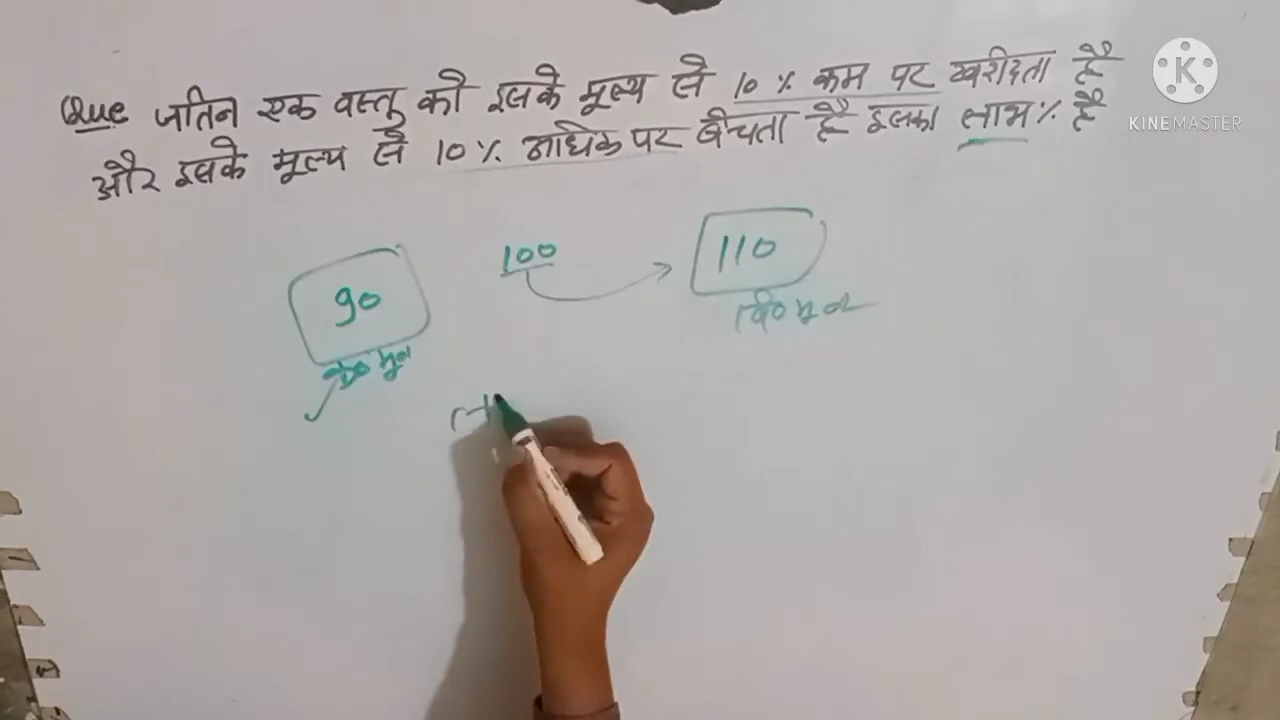 Que जतिन एक वस्तु को इसके मूल्य से 10 % कम पर खरीदता है
और इसके मूल्य से 10 % अधिक पर बेचता है इसका लाभ % है
90
100
110
क्र० मूल्य
वि० मूल्य
KINEMASTER